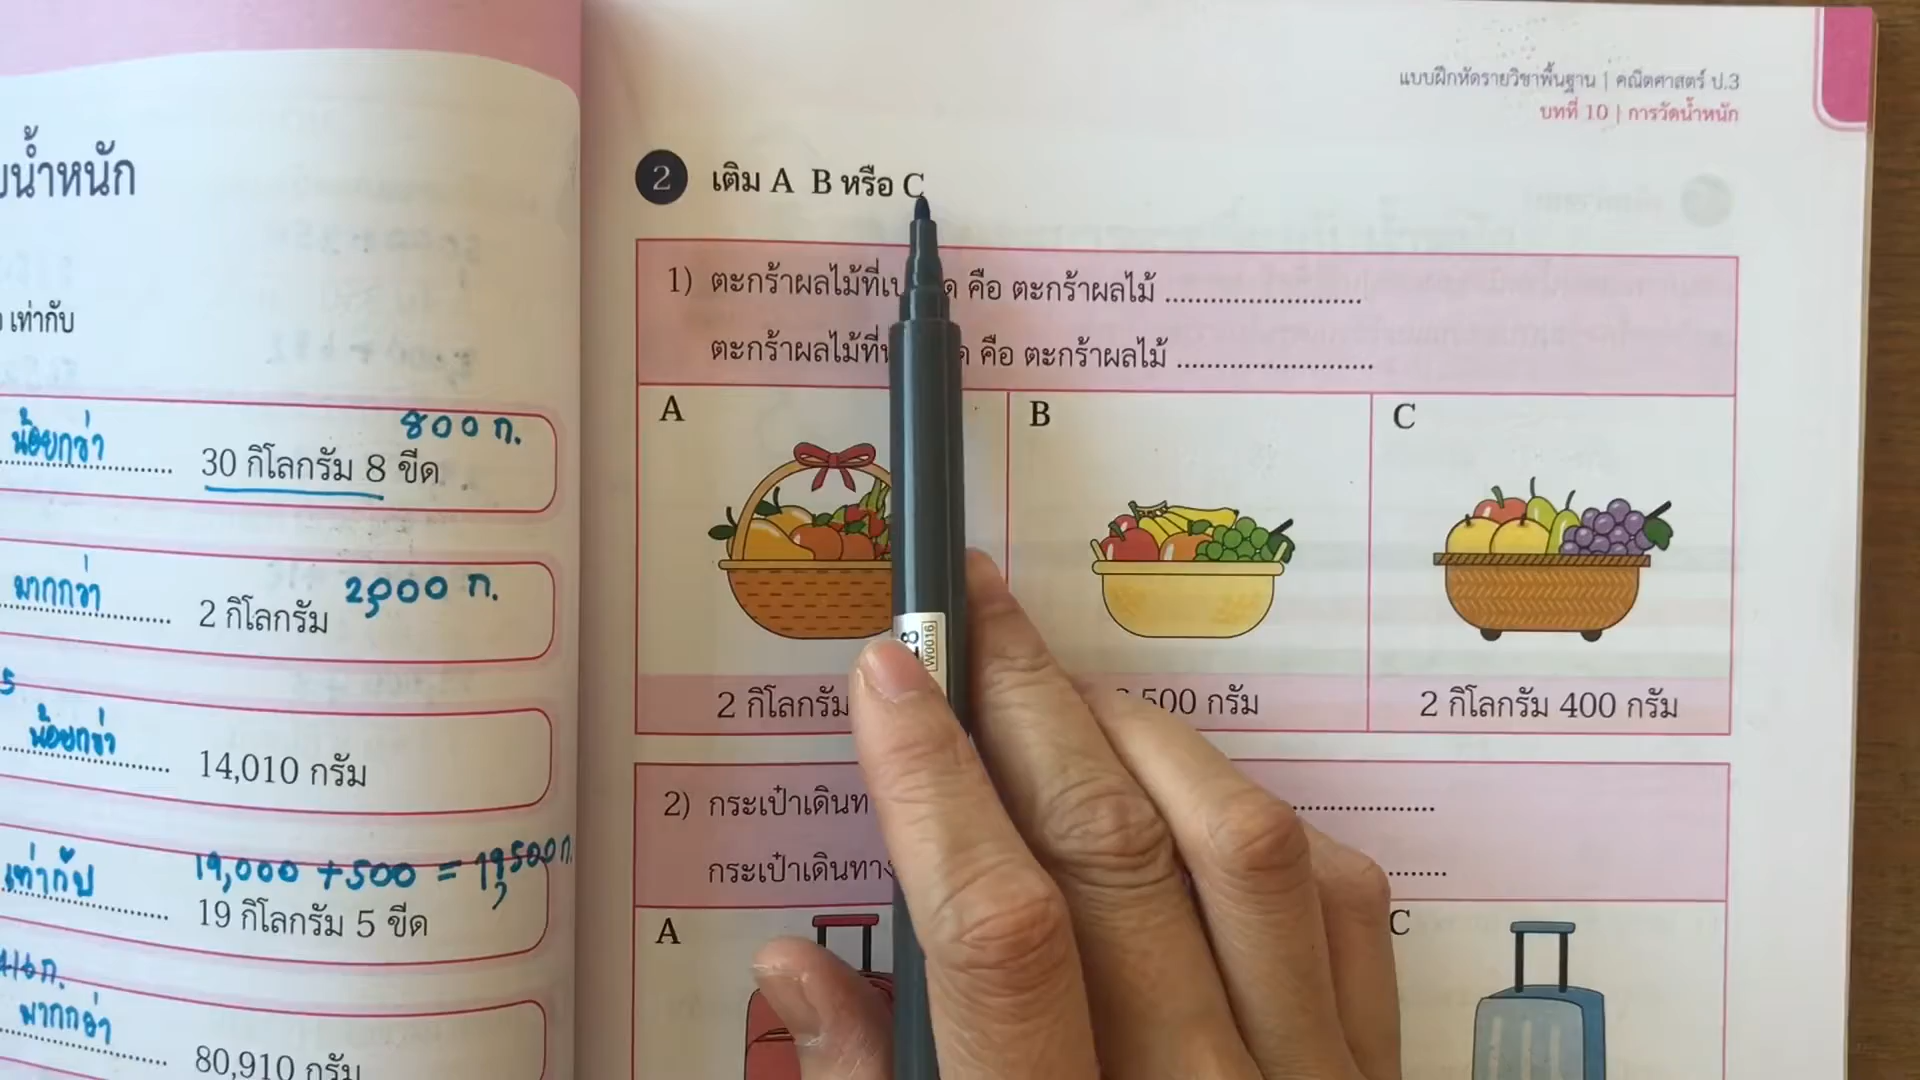 บน้ำหนัก
เท่ากับ
น้อยกว่า
800 ก.
30 กิโลกรัม 8 ขีด
มากกว่า
2,000 ก.
2 กิโลกรัม
5
น้อยกว่า
14,010 กรัม
เท่ากับ
19,000 + 500 = 19,500 ก.
19 กิโลกรัม 5 ขีด
มากกว่า
80,910 กรัม
แบบฝึกหัดรายวิชาพื้นฐาน | คณิตศาสตร์ ป.3
บทที่ 10 | การวัดน้ำหนัก
2 เติม A B หรือ C
1) ตะกร้าผลไม้ที่ คือ ตะกร้าผลไม้ ........................
ตะกร้าผลไม้ที่ คือ ตะกร้าผลไม้ ........................
A
B
C
2 กิโลกรัม
500 กรัม
2 กิโลกรัม 400 กรัม
2) กระเป๋าเดินท
กระเป๋าเดินทาง
A
C
W0016